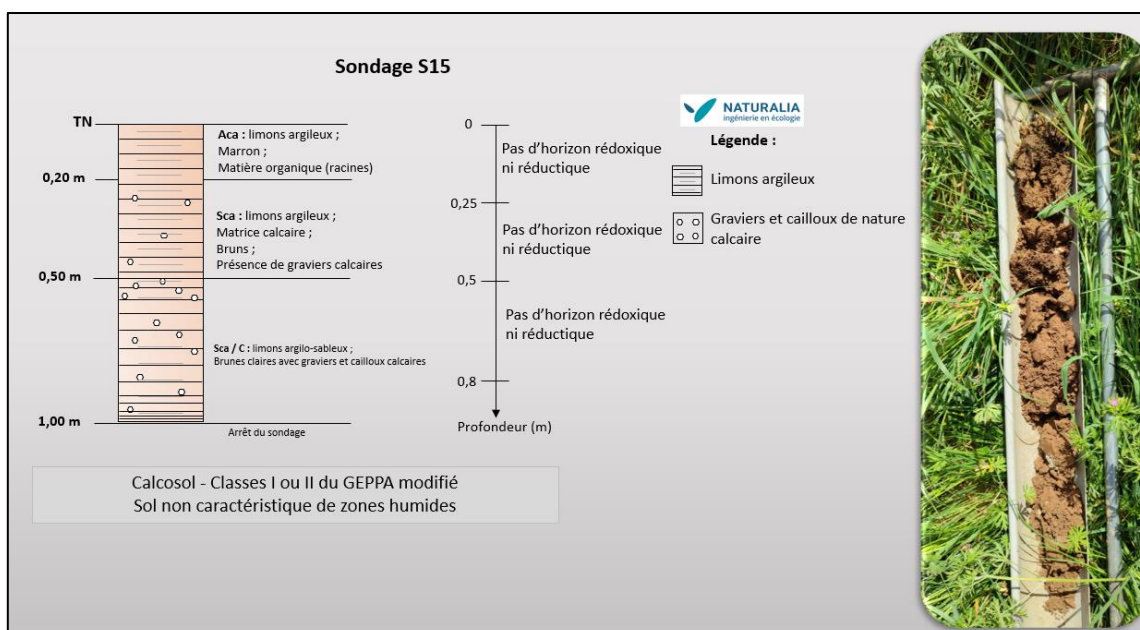 Sondage S15
TN
0,20 m
0,50 m
1,00 m
Aca : limons argileux ;
Marron ;
Matière organique (racines)
Sca : limons argileux ;
Matrice calcaire ;
Bruns ;
Présence de graviers calcaires
Sca / C : limons argilo-sableux ;
Brunes claires avec graviers et cailloux calcaires
Arrêt du sondage
0
Pas d’horizon rédoxique
ni réductique
0,25
Pas d’horizon rédoxique
ni réductique
0,5
Pas d’horizon rédoxique
ni réductique
0,8
Profondeur (m)
NATURALIA
ingénierie en écologie
Légende :
Limons argileux
Graviers et cailloux de nature
calcaire
Calcosol - Classes I ou II du GEPPA modifié
Sol non caractéristique de zones humides